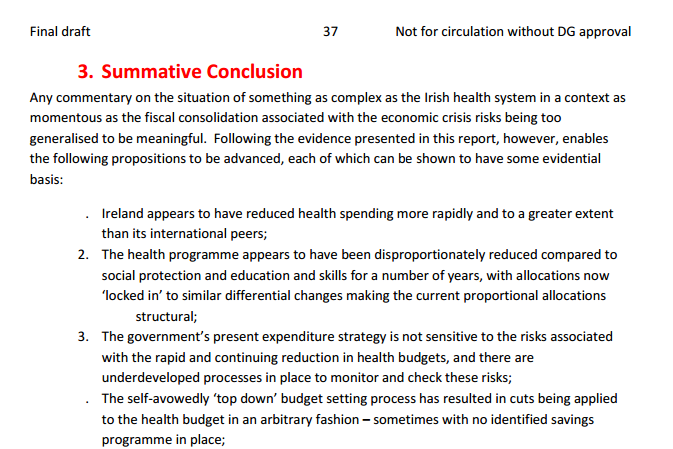 Final draft 37 Not for circulation without DG approval
3. Summative Conclusion
Any commentary on the situation of something as complex as the Irish health system in a context as
momentous as the fiscal consolidation associated with the economic crisis risks being too
generalised to be meaningful. Following the evidence presented in this report, however, enables
the following propositions to be advanced, each of which can be shown to have some evidential
basis:
. Ireland appears to have reduced health spending more rapidly and to a greater extent
than its international peers;
2. The health programme appears to have been disproportionately reduced compared to
social protection and education and skills for a number of years, with allocations now
‘locked in’ to similar differential changes making the current proportional allocations
structural;
3. The government’s present expenditure strategy is not sensitive to the risks associated
with the rapid and continuing reduction in health budgets, and there are
underdeveloped processes in place to monitor and check these risks;
. The self-avowedly ‘top down’ budget setting process has resulted in cuts being applied
to the health budget in an arbitrary fashion – sometimes with no identified savings
programme in place;